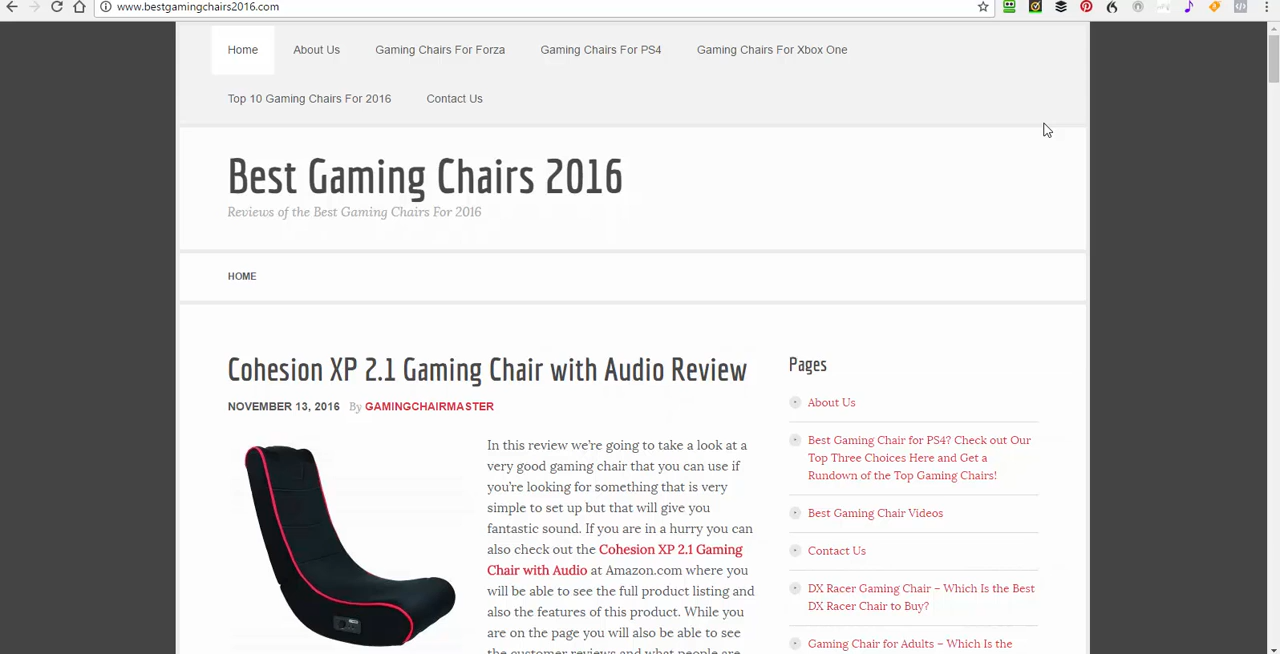 www.bestgamingchairs2016.com
Home
About Us
Gaming Chairs For Forza
Gaming Chairs For PS4
Gaming Chairs For Xbox One
Top 10 Gaming Chairs For 2016
Contact Us
Best Gaming Chairs 2016
Reviews of the Best Gaming Chairs For 2016
HOME
Cohesion XP 2.1 Gaming Chair with Audio Review
NOVEMBER 13, 2016 By GAMINGCHAIRMASTER
In this review we’re going to take a look at a
very good gaming chair that you can use if
you’re looking for something that is very
simple to set up but that will give you
fantastic sound. If you are in a hurry you can
also check out the Cohesion XP 2.1 Gaming
Chair with Audio at Amazon.com where you
will be able to see the full product listing and
also the features of this product. While you
are on the page you will also be able to see
the customer reviews and what people are
Pages
About Us
Best Gaming Chair for PS4? Check out Our
Top Three Choices Here and Get a
Rundown of the Top Gaming Chairs!
Best Gaming Chair Videos
Contact Us
DX Racer Gaming Chair – Which Is the Best
DX Racer Chair to Buy?
Gaming Chair for Adults – Which Is the